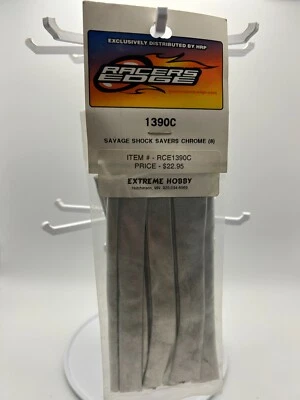 EXCLUSIVELY DISTRIBUTED BY HRP
RACERS
EDGE
1390C
SAVAGE SHOCK SAVERS CHROME (8)
ITEM # - RCE1390C
PRICE - $22.95
EXTREME HOBBY